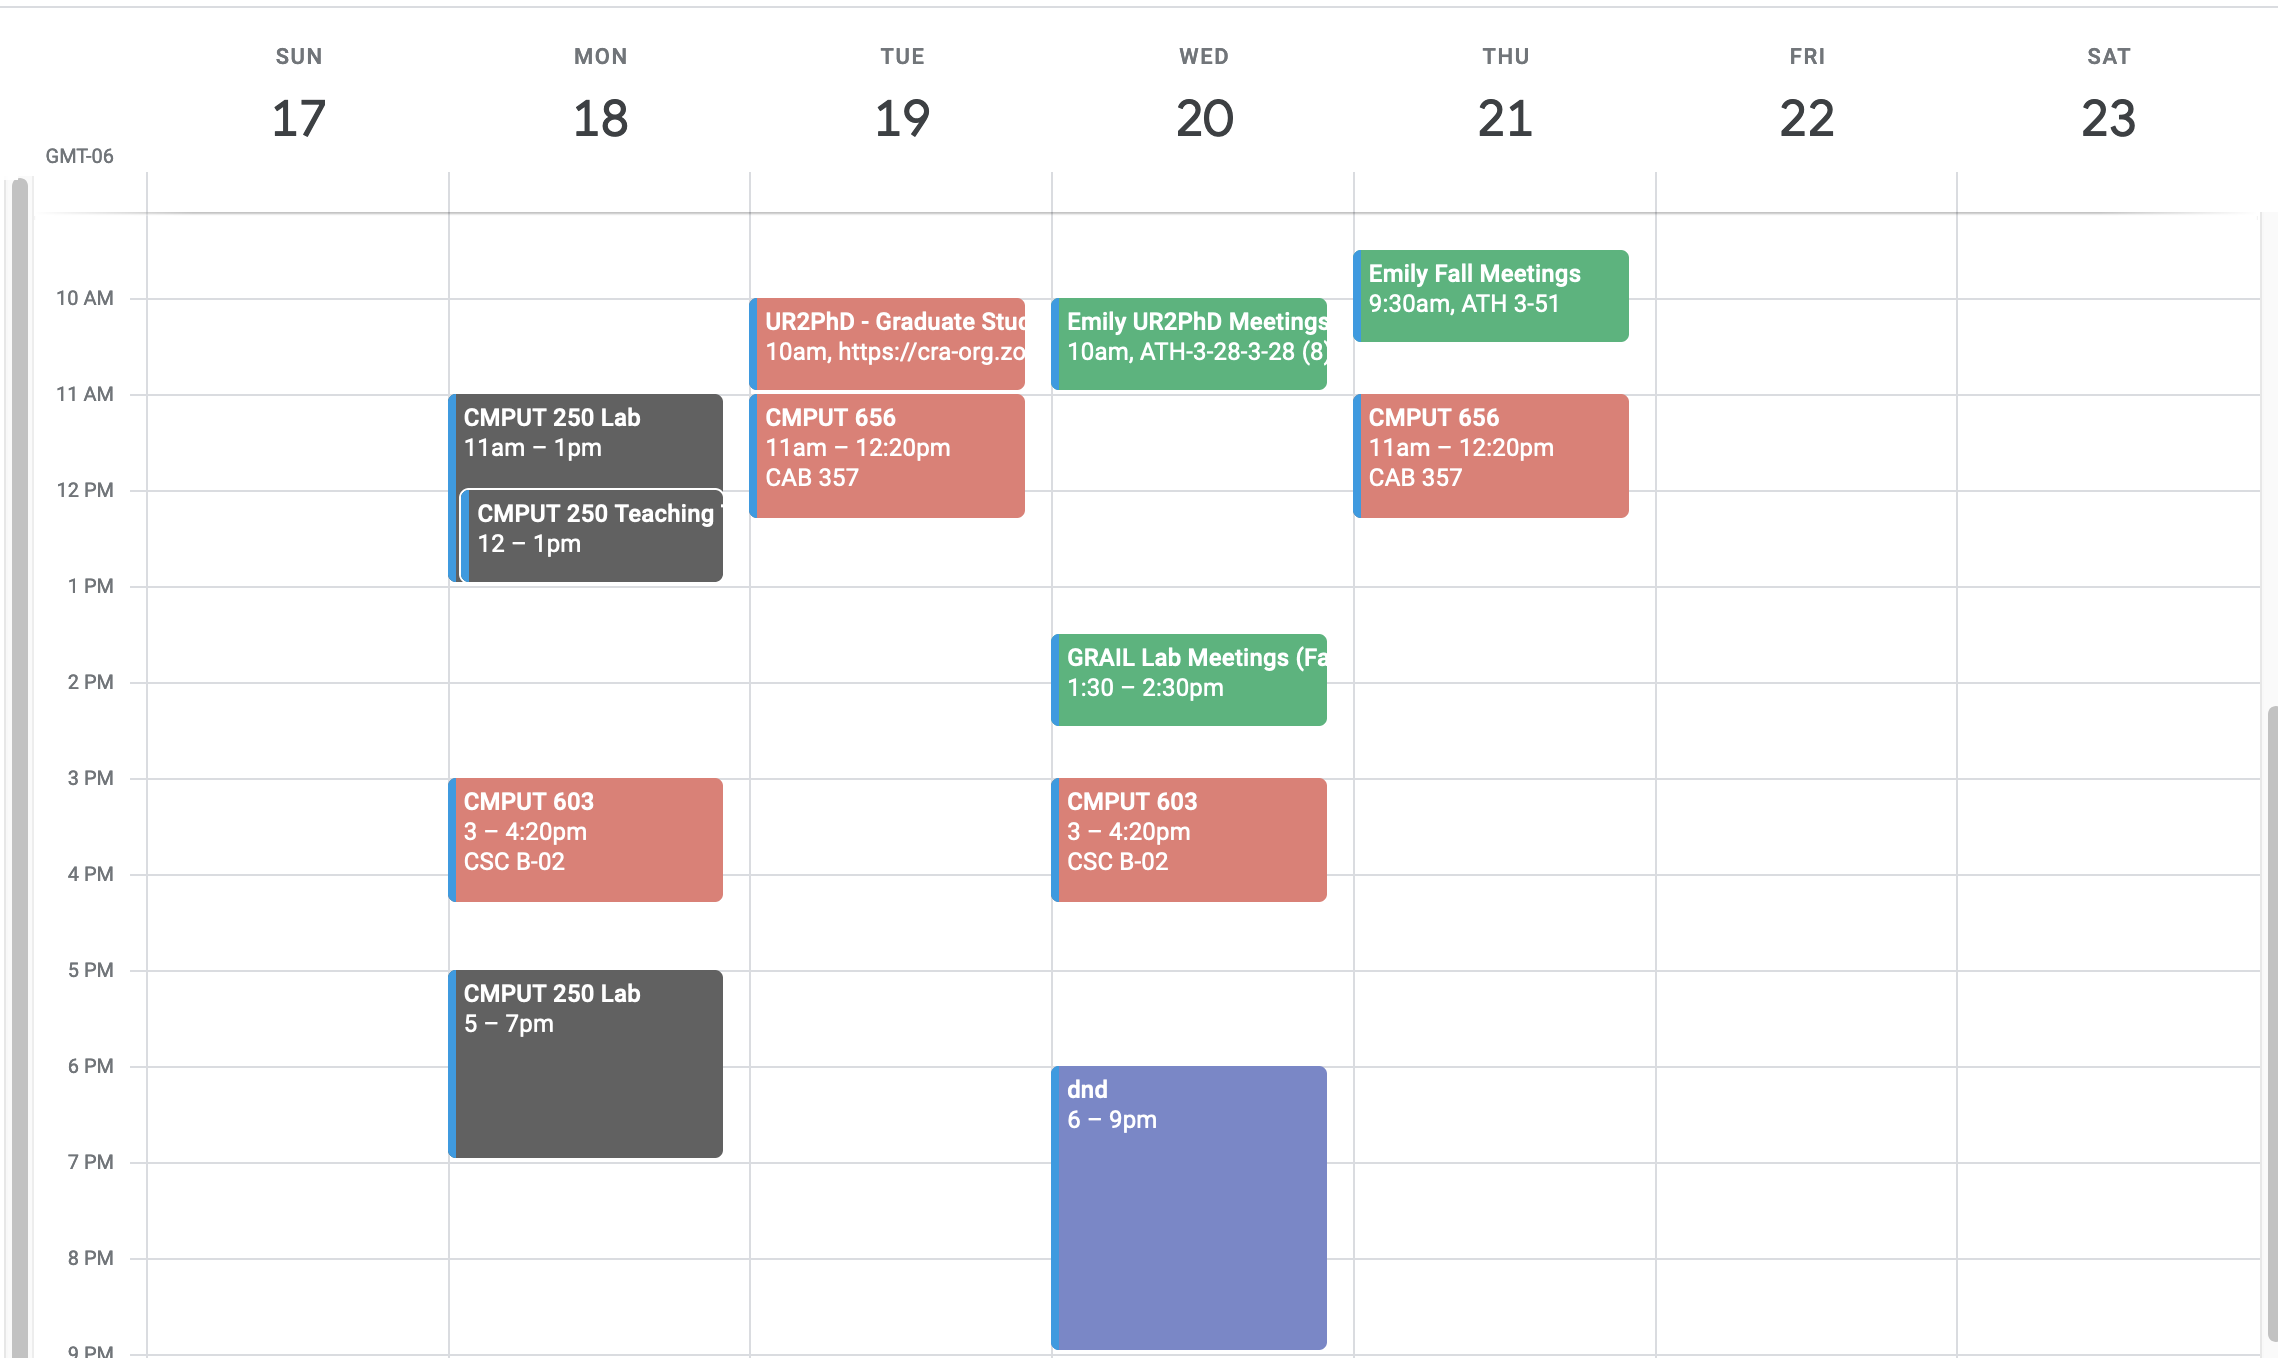 SUN MON TUE WED THU FRI SAT
17 18 19 20 21 22 23
GMT-06
10 AM
11 AM
12 PM
1 PM
2 PM
3 PM
4 PM
5 PM
6 PM
7 PM
8 PM
9 PM
CMPUT 250 Lab
11am – 1pm
CMPUT 250 Teaching
12 – 1pm
CMPUT 603
3 – 4:20pm
CSC B-02
CMPUT 250 Lab
5 – 7pm
UR2PhD - Graduate Stud
10am, https://cra-org.zo
CMPUT 656
11am – 12:20pm
CAB 357
Emily UR2PhD Meetings
10am, ATH-3-28-3-28 (8)
GRAIL Lab Meetings (Fa
1:30 – 2:30pm
CMPUT 603
3 – 4:20pm
CSC B-02
dnd
6 – 9pm
Emily Fall Meetings
9:30am, ATH 3-51
CMPUT 656
11am – 12:20pm
CAB 357